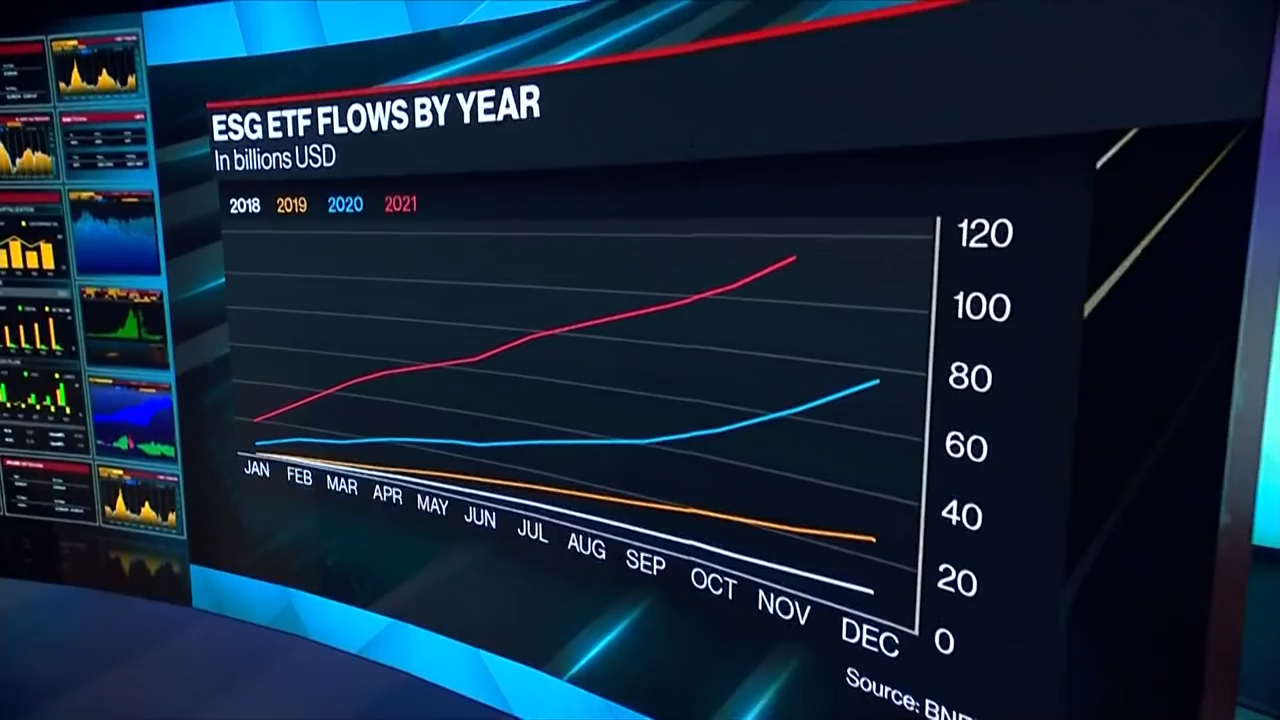 ESG ETF FLOWS BY YEAR
In billions USD
2018 2019 2020 2021
120
100
80
60
40
20
0
JAN FEB MAR APR MAY JUN JUL AUG SEP OCT NOV DEC
Source: